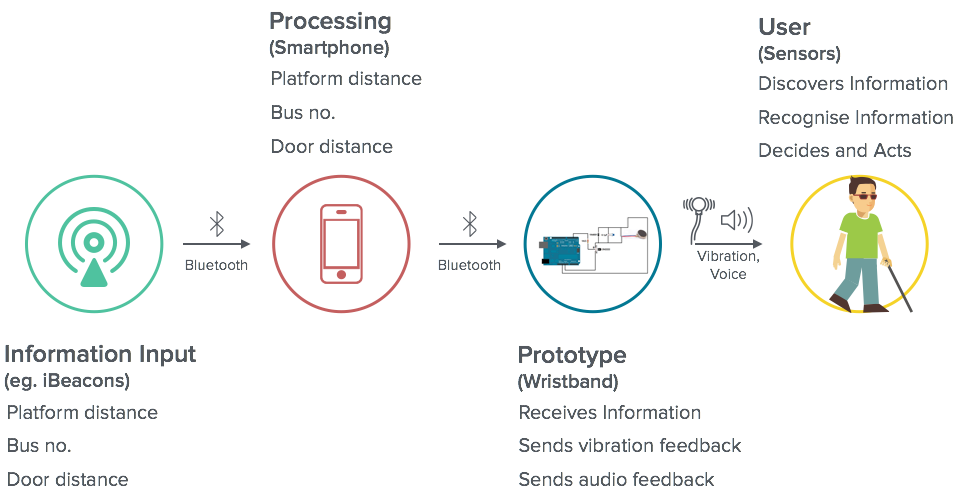 Processing
(Smartphone)
Platform distance
Bus no.
Door distance
User
(Sensors)
Discovers Information
Recognise Information
Decides and Acts
Bluetooth
Bluetooth
Vibration,
Voice
Information Input
(eg. iBeacons)
Platform distance
Bus no.
Door distance
Prototype
(Wristband)
Receives Information
Sends vibration feedback
Sends audio feedback